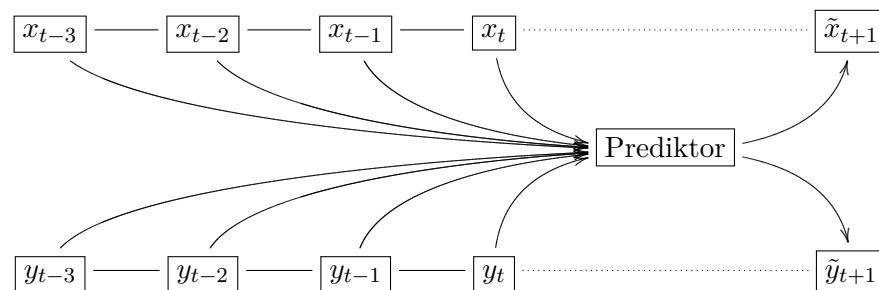 x_{t−3} x_{t−2} x_{t−1} x_t x̃_{t+1}
Prediktor
y_{t−3} y_{t−2} y_{t−1} y_t ỹ_{t+1}